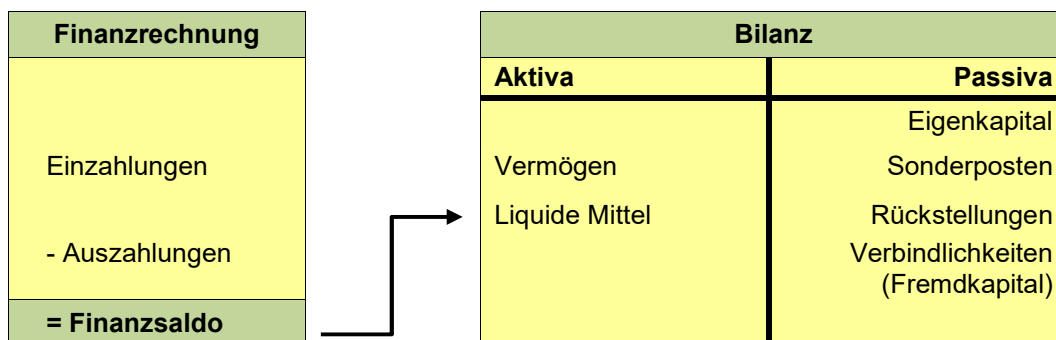 Finanzrechnung
Einzahlungen
- Auszahlungen
= Finanzsaldo
Bilanz
Aktiva
Passiva
Eigenkapital
Vermögen
Sonderposten
Liquide Mittel
Rückstellungen
Verbindlichkeiten
(Fremdkapital)